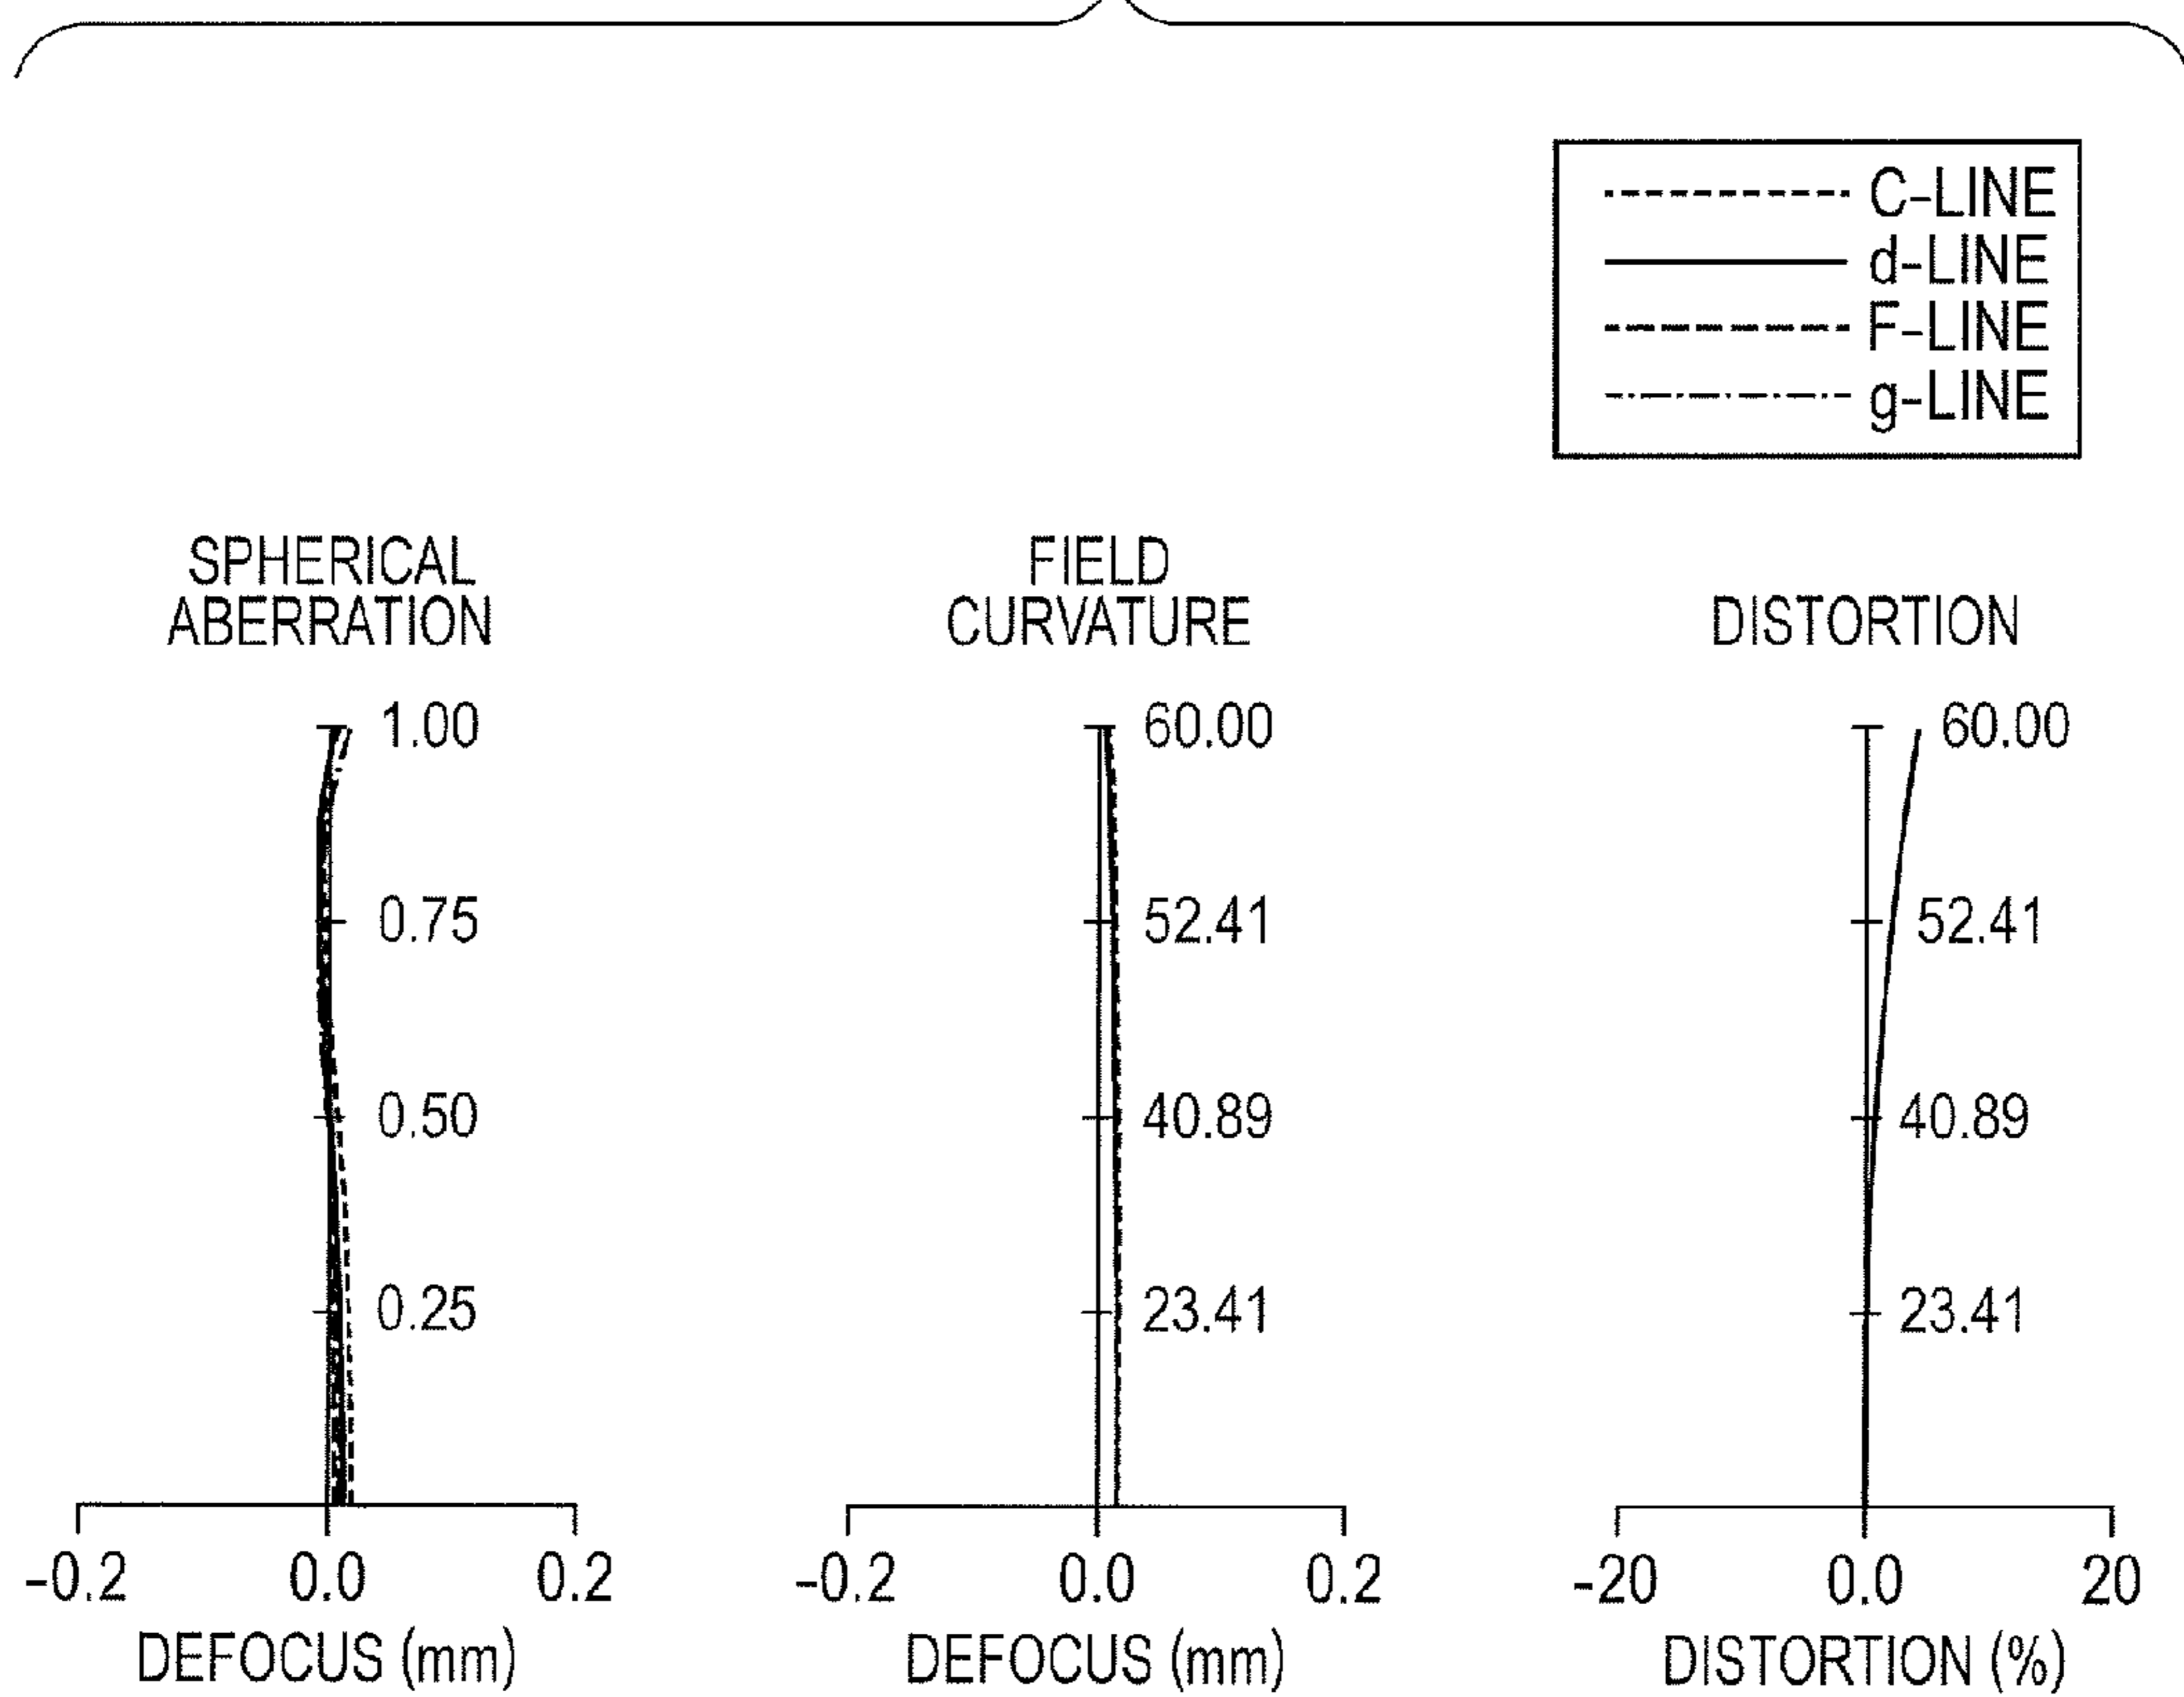 C-LINE
d-LINE
F-LINE
g-LINE
SPHERICAL
ABERRATION
1.00
0.75
0.50
0.25
-0.2
0.0
0.2
DEFOCUS (mm)
FIELD
CURVATURE
60.00
52.41
40.89
23.41
-0.2
0.0
0.2
DEFOCUS (mm)
DISTORTION
60.00
52.41
40.89
23.41
-20
0.0
20
DISTORTION (%)